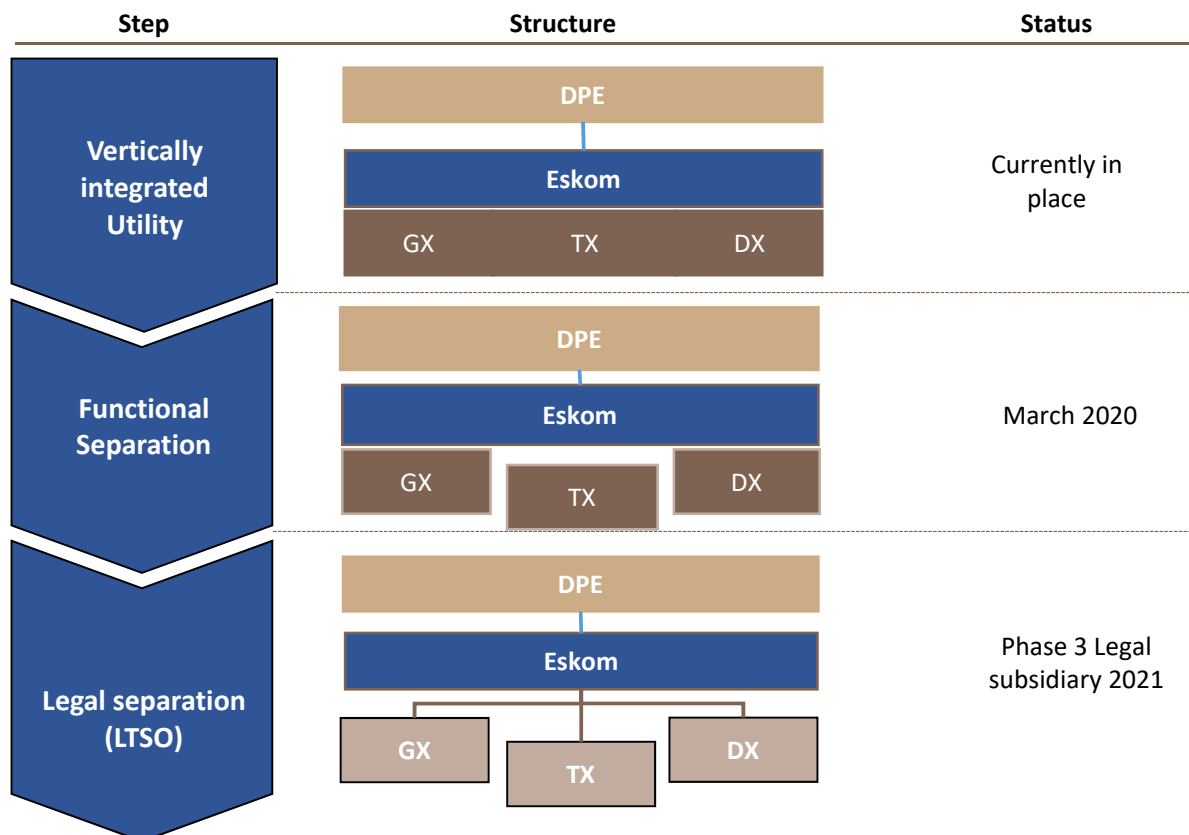 Step
Structure
Status
Vertically
integrated
Utility
DPE
Eskom
GX
TX
DX
Currently in
place
Functional
Separation
DPE
Eskom
GX
TX
DX
March 2020
Legal separation
(LTSO)
DPE
Eskom
GX
TX
DX
Phase 3 Legal
subsidiary 2021